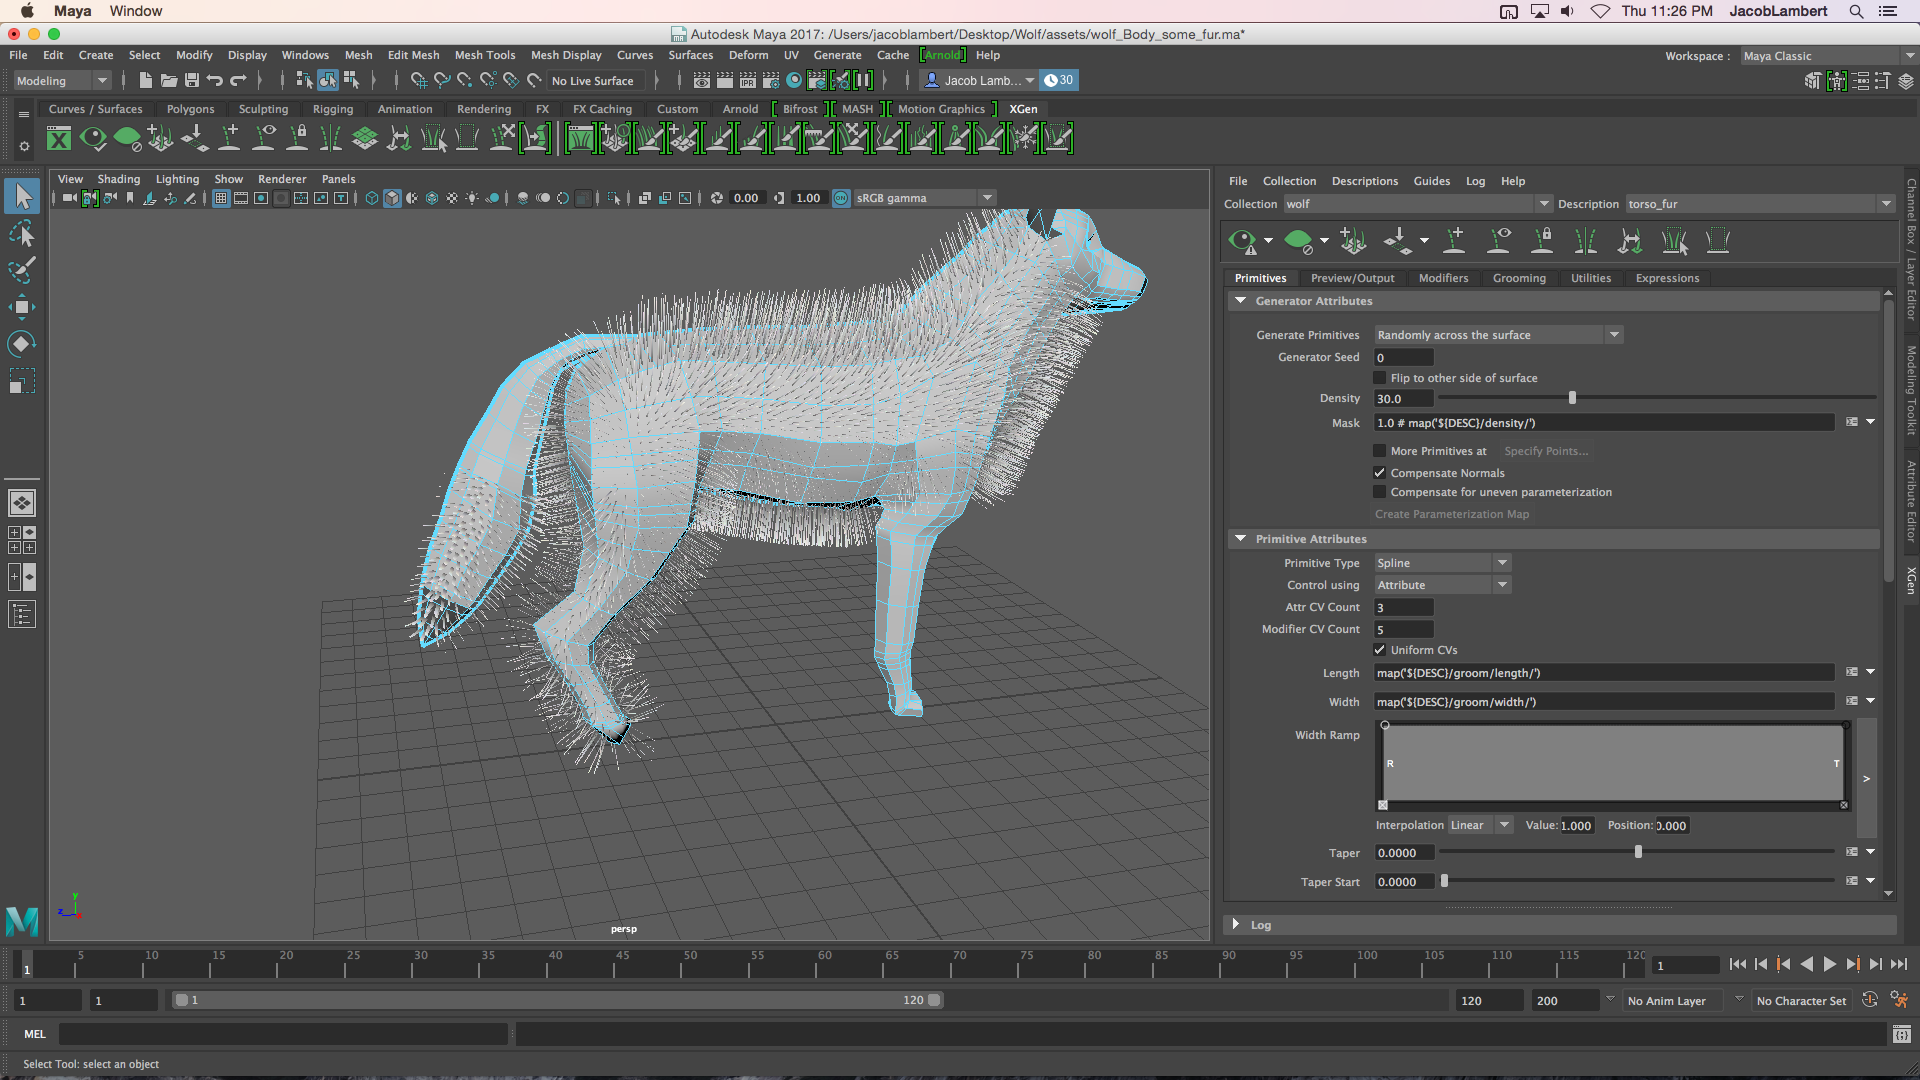 Maya Window Thu 11:26 PM JacobLambert
Autodesk Maya 2017: /Users/jacoblambert/Desktop/Wolf/assets/wolf_Body_some_fur.ma*
File Edit Create Select Modify Display Windows Mesh Edit Mesh Mesh Tools Mesh Display Curves Surfaces Deform UV Generate Cache [Arnold] Help Workspace : Maya Classic
Modeling No Live Surface IPR Jacob Lamb... 30
Curves / Surfaces Polygons Sculpting Rigging Animation Rendering FX FX Caching Custom Arnold Bifrost MASH Motion Graphics XGen
View Shading Lighting Show Renderer Panels
0.00 1.00 ON sRGB gamma
File Collection Descriptions Guides Log Help
Collection wolf Description torso_fur
Primitives Preview/Output Modifiers Grooming Utilities Expressions
Generator Attributes
Generate Primitives Randomly across the surface
Generator Seed 0
Flip to other side of surface
Density 30.0
Mask 1.0 # map('${DESC}/density/')
More Primitives at Specify Points...
Compensate Normals
Compensate for uneven parameterization
Create Parameterization Map
Primitive Attributes
Primitive Type Spline
Control using Attribute
Attr CV Count 3
Modifier CV Count 5
Uniform CVs
Length map('${DESC}/groom/length/')
Width map('${DESC}/groom/width/')
Width Ramp
R T
>
Interpolation Linear Value: 1.000 Position: 0.000
Taper 0.0000
Taper Start 0.0000
Log
Channel Box / Layer Editor
Modeling Toolkit
Attribute Editor
XGen
y
z
persp
1 5 10 15 20 25 30 35 40 45 50 55 60 65 70 75 80 85 90 95 100 105 110 115 120 1
1 1 1 120 120 200 No Anim Layer No Character Set
MEL
Select Tool: select an object